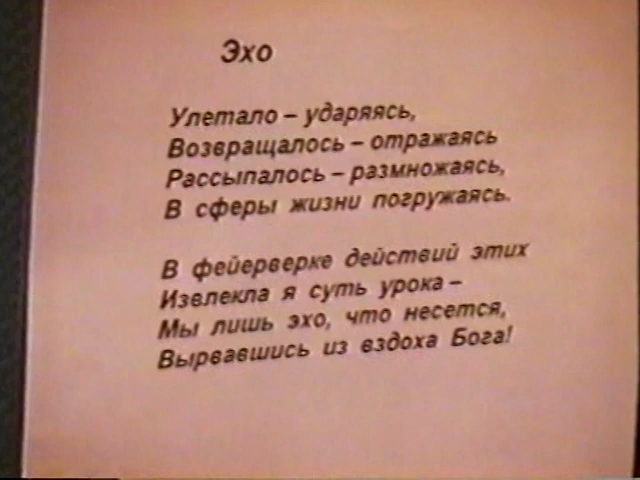 Эхо
Улетало – ударяясь,
Возвращалось – отражаясь
Рассыпалось – размножаясь,
В сферы жизни погружаясь.
В фейерверке действий этих
Извлекла я суть урока –
Мы лишь эхо, что несется,
Вырвавшись из вздоха Бога!